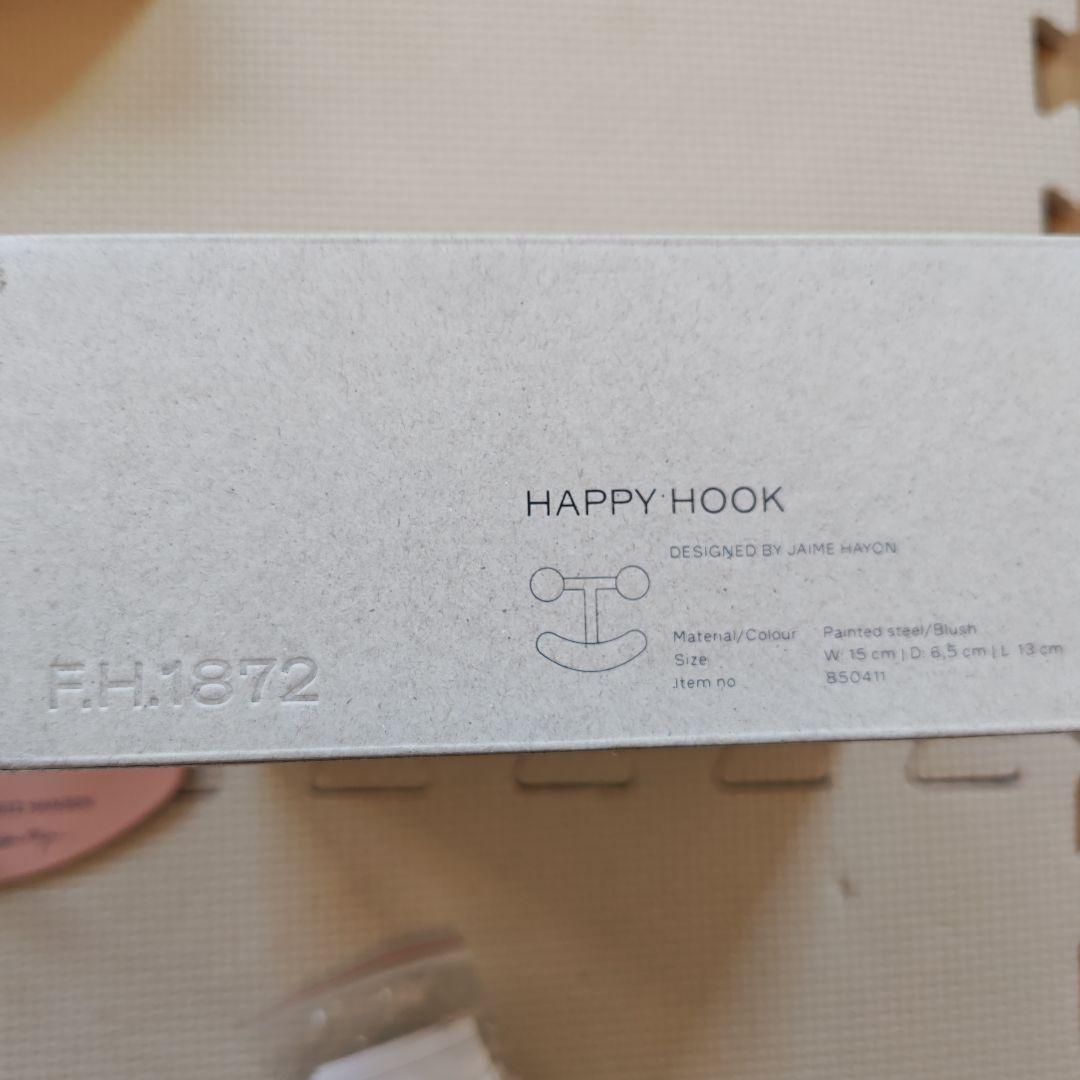 HAPPY HOOK
DESIGNED BY JAIME HAYON
Material/Colour Painted steel/Blush
Size W: 15 cm | D: 6,5 cm | L 13 cm
Item no 850411
F.H.1872